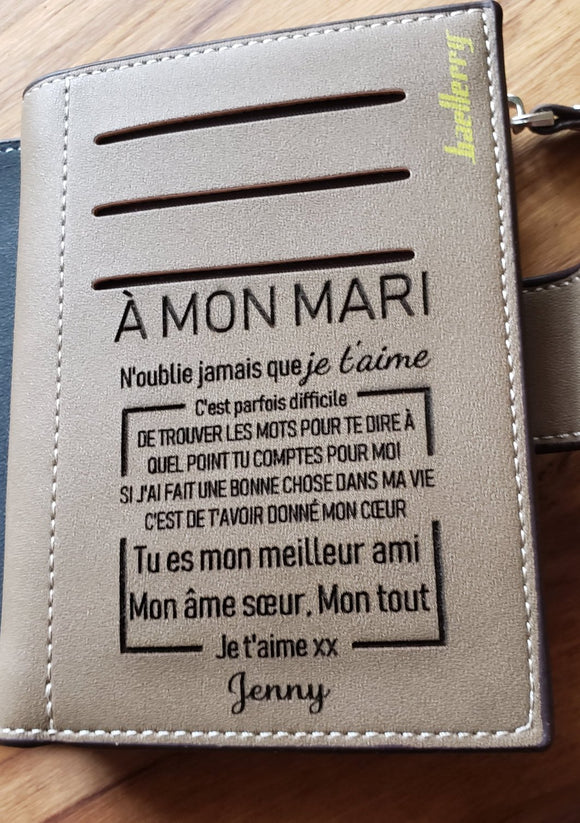 baellerry
À MON MARI
N'oublie jamais que je t'aime
C'est parfois difficile
DE TROUVER LES MOTS POUR TE DIRE À
QUEL POINT TU COMPTES POUR MOI
SI J'AI FAIT UNE BONNE CHOSE DANS MA VIE
C'EST DE T'AVOIR DONNÉ MON CŒUR
Tu es mon meilleur ami
Mon âme sœur, Mon tout
Je t'aime xx
Jenny